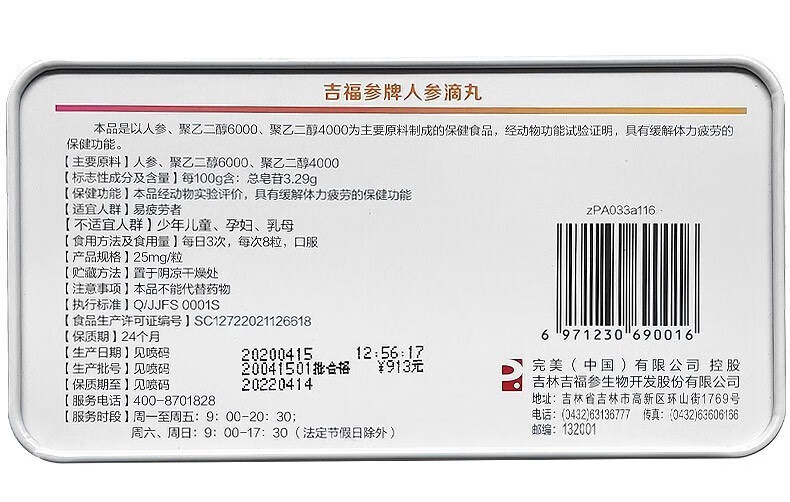 吉福参牌人参滴丸
本品是以人参、聚乙二醇6000、聚乙二醇4000为主要原料制成的保健食品，经动物功能试验证明，具有缓解体力疲劳的
保健功能。
【主要原料】人参、聚乙二醇6000、聚乙二醇4000
【标志性成分及含量】每100g含：总皂苷3.29g
【保健功能】本品经动物实验评价，具有缓解体力疲劳的保健功能
【适宜人群】易疲劳者
【不适宜人群】少年儿童、孕妇、乳母
【食用方法及食用量】每日3次，每次8粒，口服
【产品规格】25mg/粒
【贮藏方法】置于阴凉干燥处
【注意事项】本品不能代替药物
【执行标准】Q/JJFS 0001S
【食品生产许可证编号】SC12722021126618
【保质期】24个月
【生产日期】见喷码 20200415 12:56:17
【生产批号】见喷码 20041501批合格 ¥913元
【保质期至】见喷码 20220414
【服务电话】400-8701828
【服务时段】周一至周五：9：00-20：30；
周六、周日：9：00-17：30（法定节假日除外）
zPA033a116
6 971230 690016
完美（中国）有限公司 控股
吉林吉福参生物开发股份有限公司
地址：吉林省吉林市高新区环山街1769号
电话：(0432)63136777 传真：(0432)63606166
邮编：132001